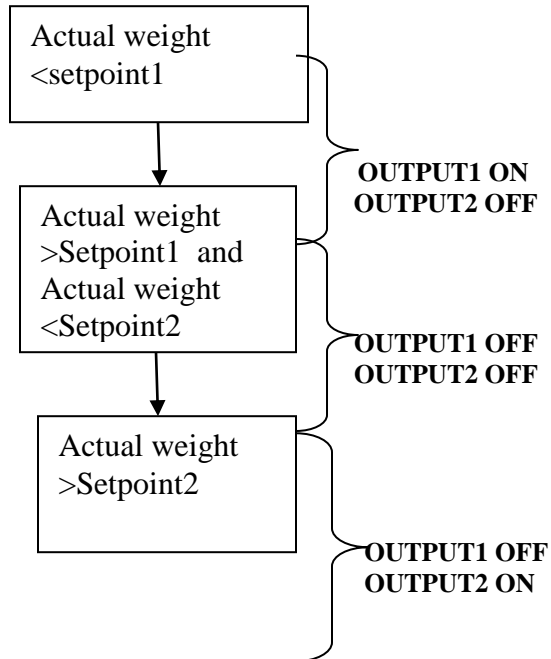 Actual weight
<setpoint1
OUTPUT1 ON
OUTPUT2 OFF
Actual weight
>Setpoint1 and
Actual weight
<Setpoint2
OUTPUT1 OFF
OUTPUT2 OFF
Actual weight
>Setpoint2
OUTPUT1 OFF
OUTPUT2 ON